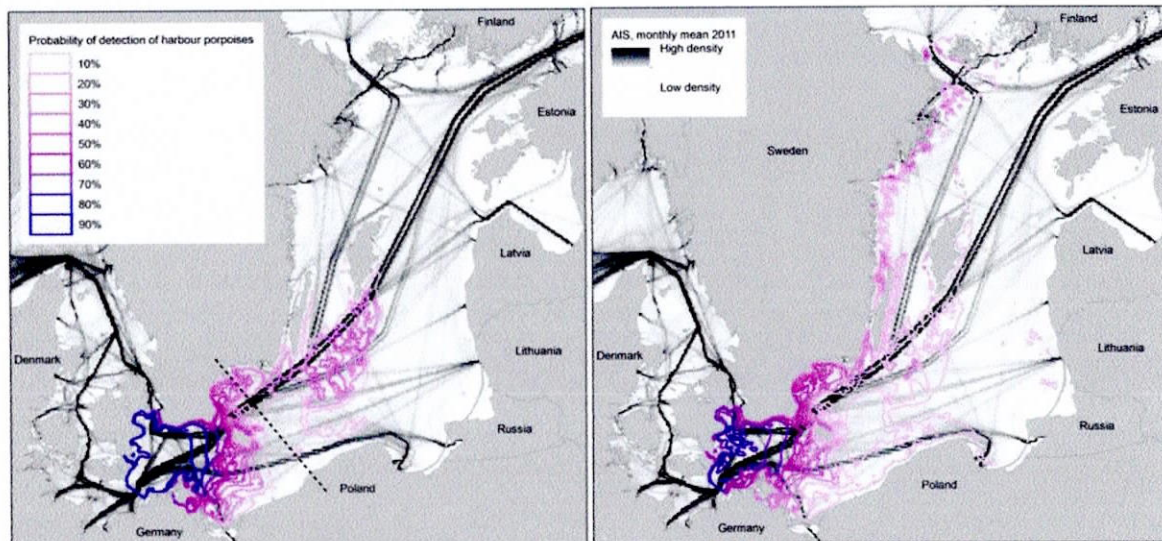 Probability of detection of harbour porpoises
10%
20%
30%
40%
50%
60%
70%
80%
90%
Finland
Estonia
Latvia
Lithuania
Russia
Poland
Germany
Denmark
AIS, monthly mean 2011
High density
Low density
Finland
Estonia
Sweden
Latvia
Lithuania
Russia
Poland
Germany
Denmark